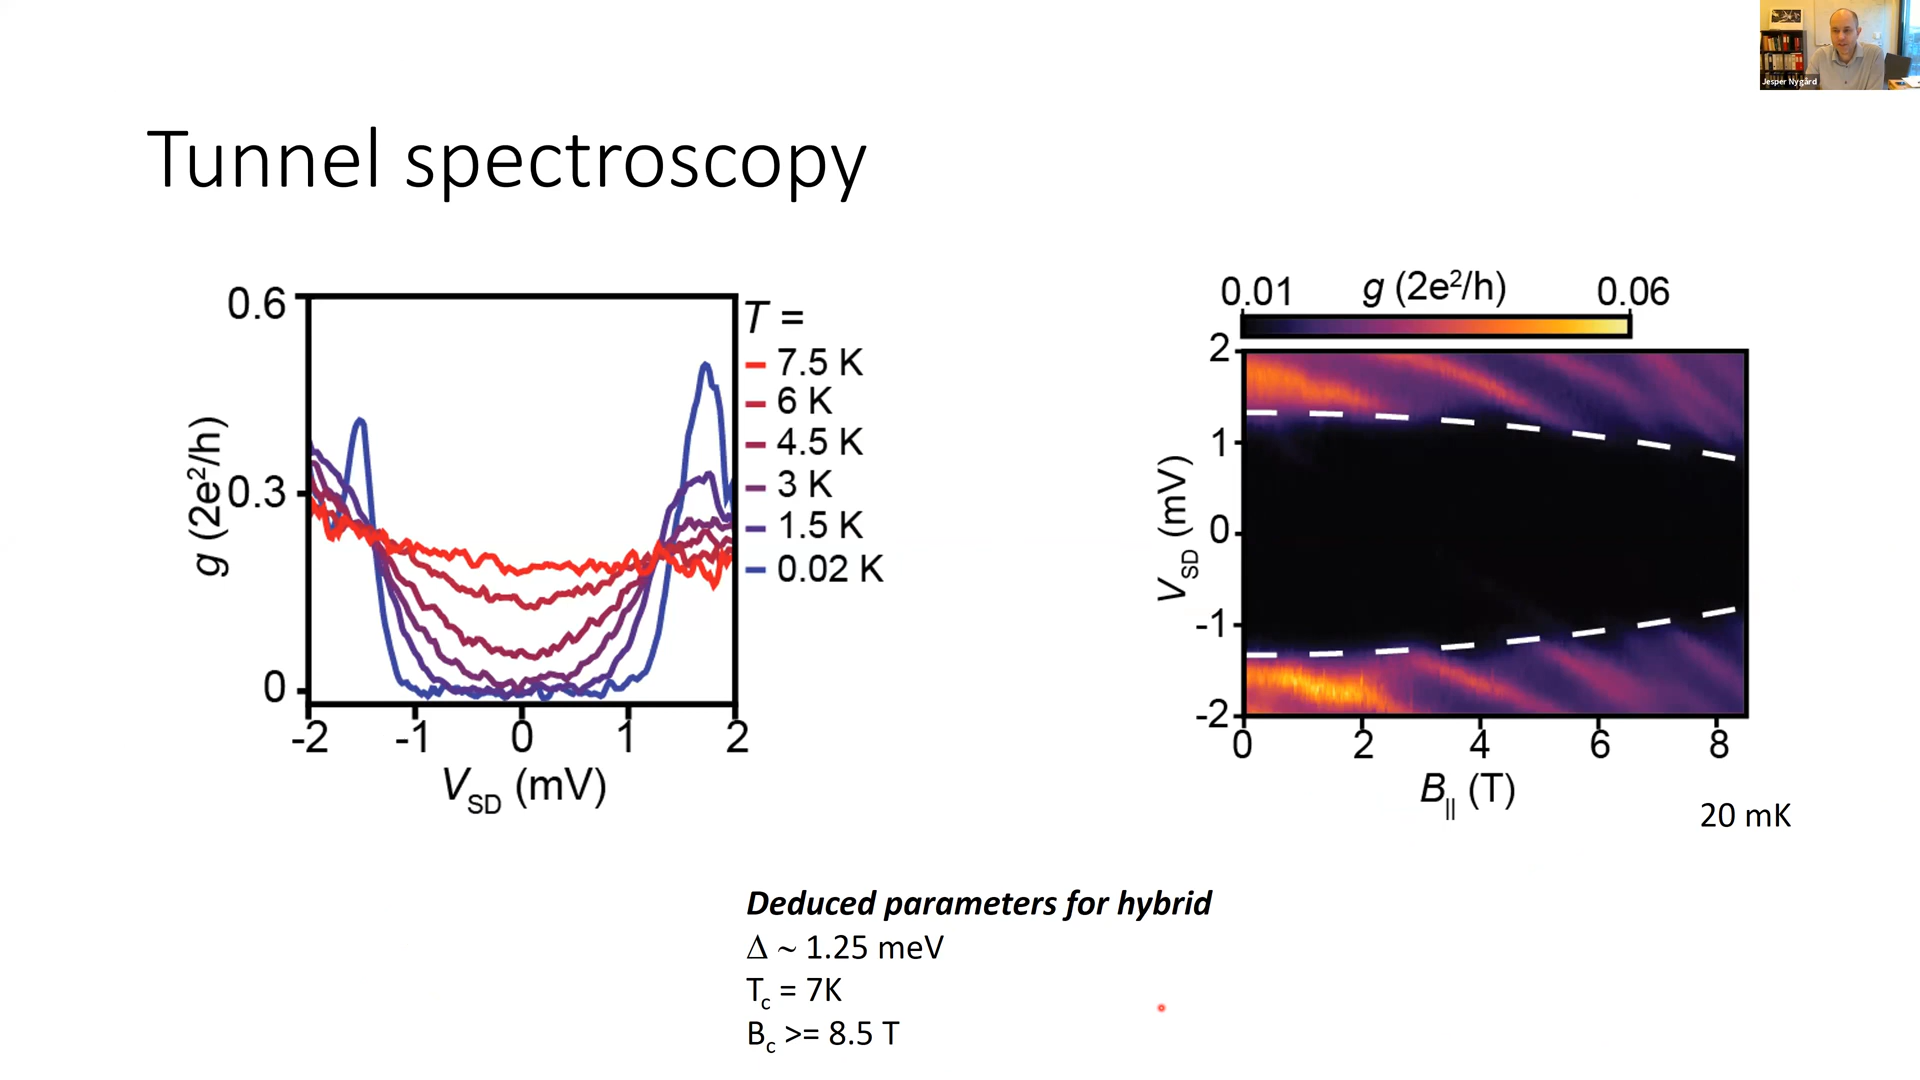 Jesper Nygård
Tunnel spectroscopy
0.6
0.3
0
g (2e²/h)
-2 -1 0 1 2
V_SD (mV)
T =
7.5 K
6 K
4.5 K
3 K
1.5 K
0.02 K
0.01 g (2e²/h) 0.06
2
1
0
-1
-2
V_SD (mV)
0 2 4 6 8
B_|| (T)
20 mK
Deduced parameters for hybrid
Δ ~ 1.25 meV
T_c = 7K
B_c >= 8.5 T